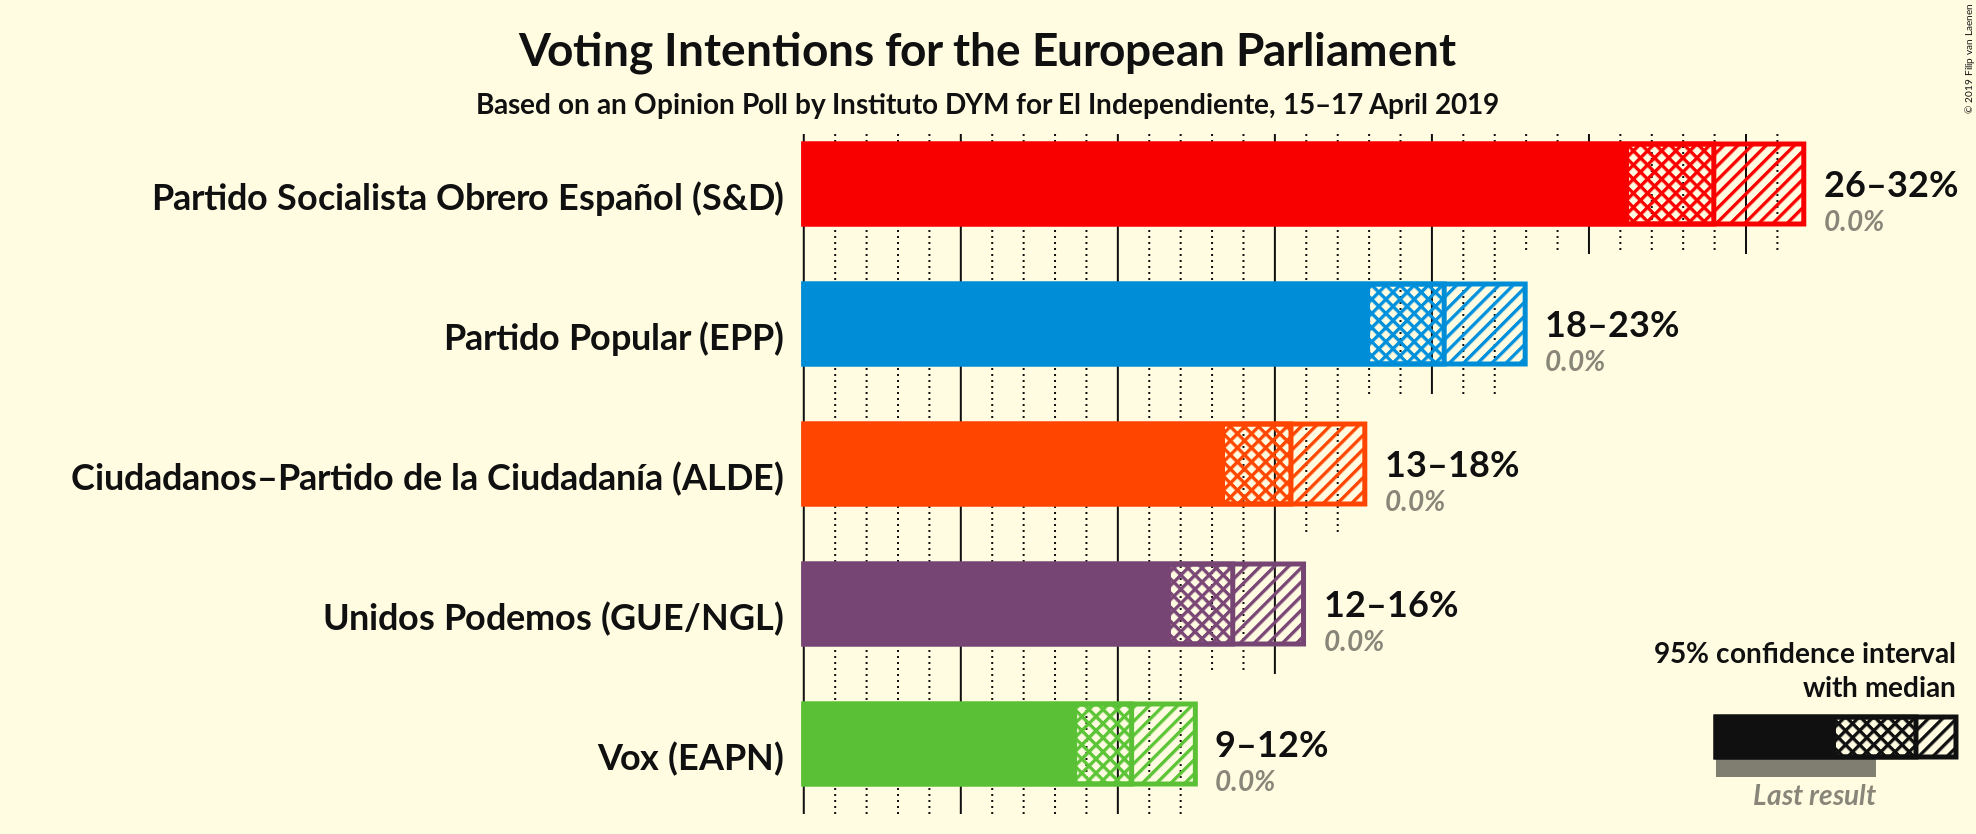 Voting Intentions for the European Parliament
Based on an Opinion Poll by Instituto DYM for El Independiente, 15–17 April 2019
© 2019 Filip van Laenen
Partido Socialista Obrero Español (S&D)
26–32%
0.0%
Partido Popular (EPP)
18–23%
0.0%
Ciudadanos–Partido de la Ciudadanía (ALDE)
13–18%
0.0%
Unidos Podemos (GUE/NGL)
12–16%
0.0%
Vox (EAPN)
9–12%
0.0%
95% confidence interval
with median
Last result